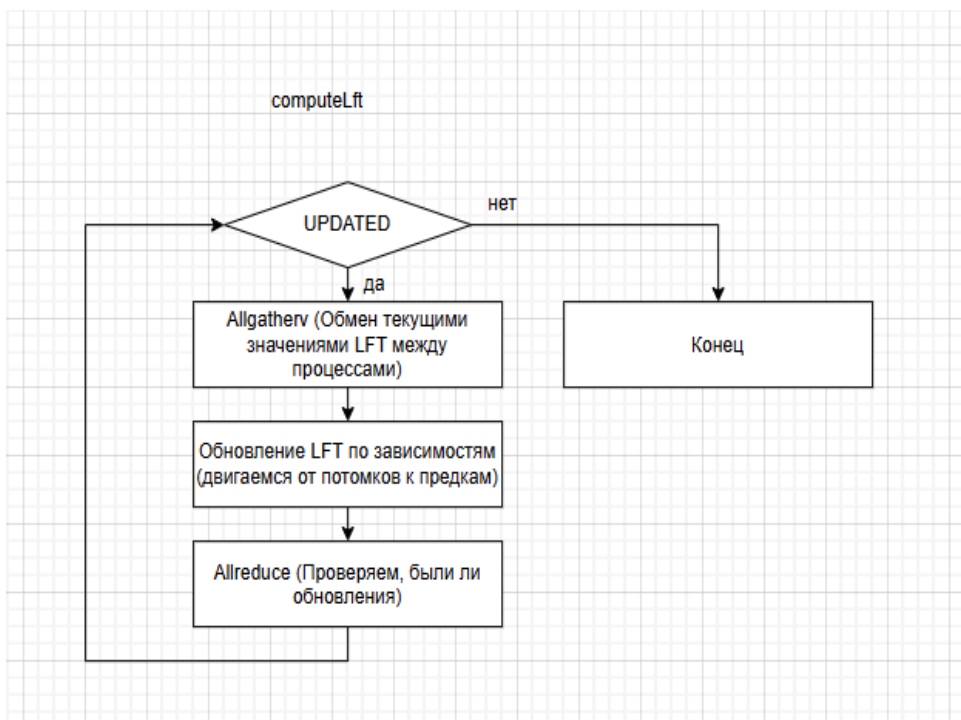 computeLft
UPDATED
нет
да
Allgatherv (Обмен текущими
значениями LFT между
процессами)
Конец
Обновление LFT по зависимостям
(двигаемся от потомков к предкам)
Allreduce (Проверяем, были ли
обновления)